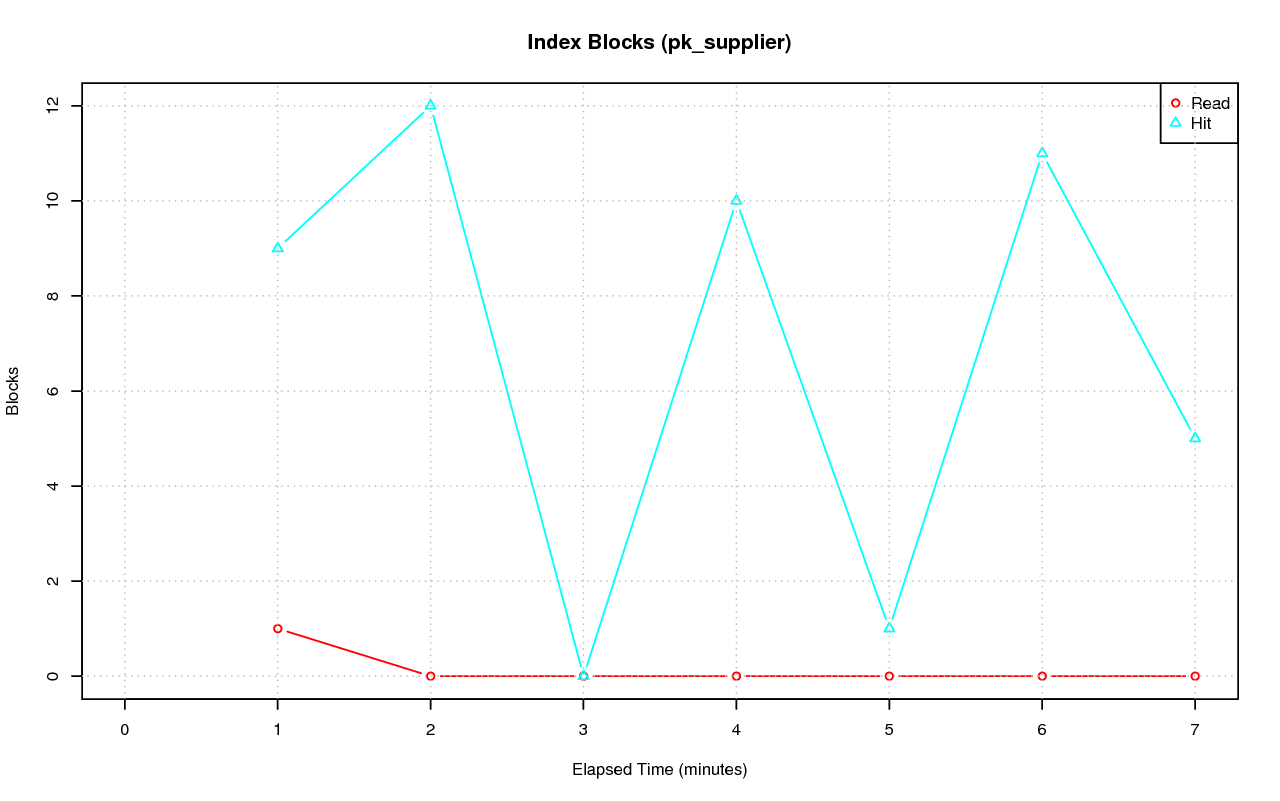 Index Blocks (pk_supplier)
Read
Hit
12
10
8
6
4
2
0
Blocks
0 1 2 3 4 5 6 7
Elapsed Time (minutes)